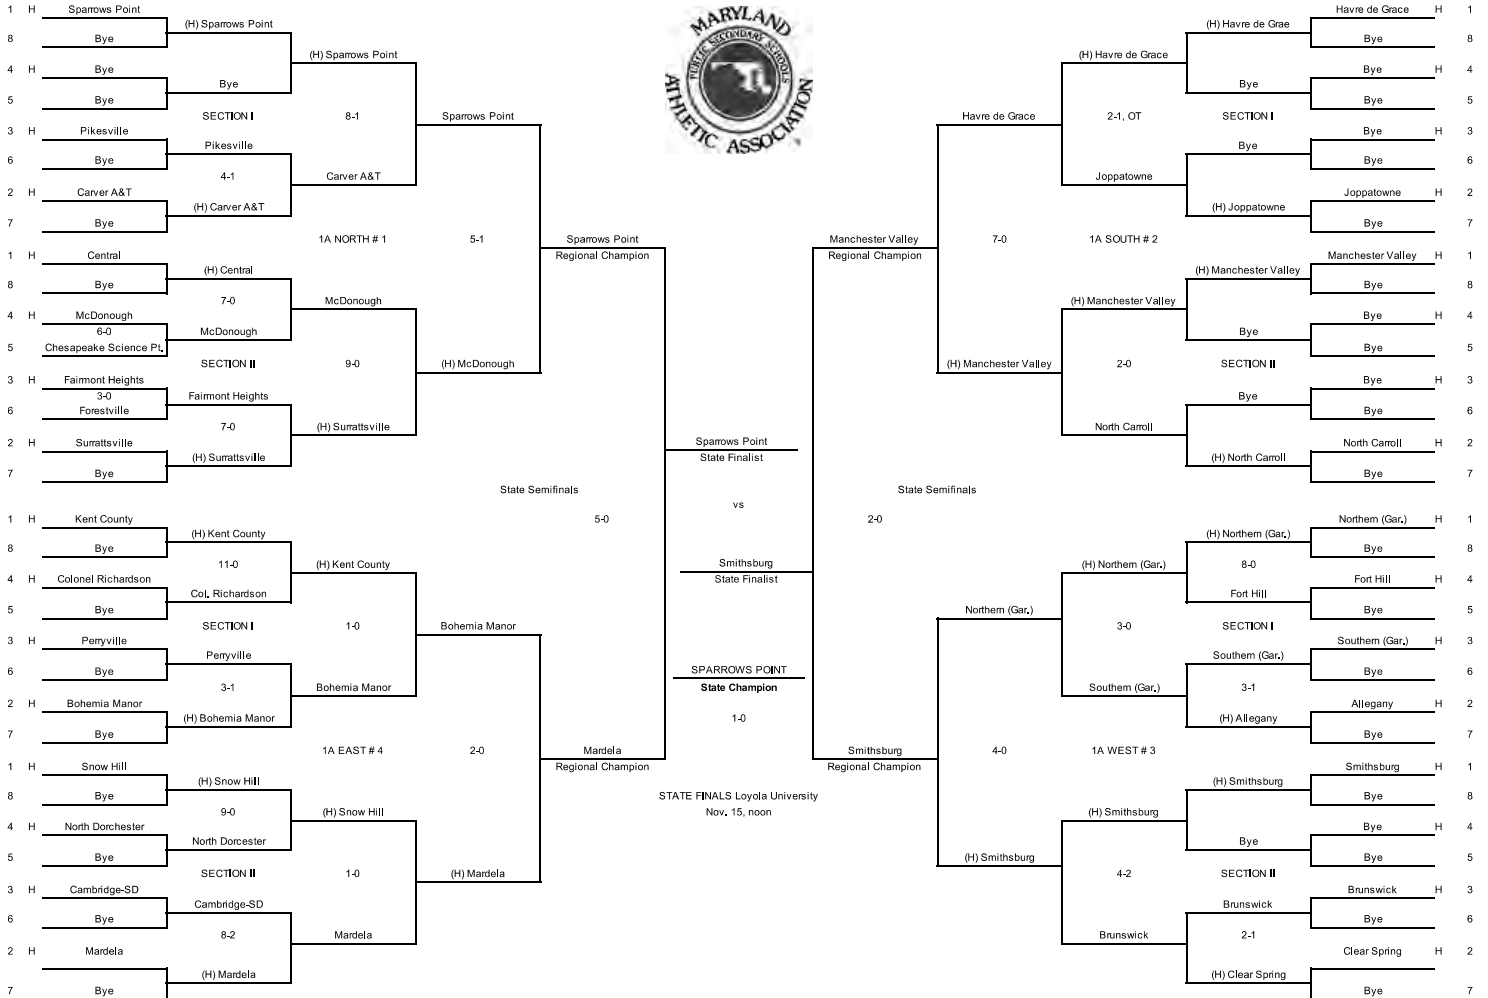 MARYLAND
PUBLIC SECONDARY SCHOOLS
ATHLETIC ASSOCIATION
1 H Sparrows Point
8 Bye
(H) Sparrows Point
4 H Bye
5 Bye
Bye
(H) Sparrows Point
SECTION I
8-1
3 H Pikesville
6 Bye
Pikesville
4-1
2 H Carver A&T
7 Bye
(H) Carver A&T
Carver A&T
Sparrows Point
1A NORTH # 1
5-1
Sparrows Point
Regional Champion
1 H Central
8 Bye
(H) Central
7-0
4 H McDonough
6-0
5 Chesapeake Science Pt.
McDonough
McDonough
SECTION II
9-0
3 H Fairmont Heights
3-0
6 Forestville
Fairmont Heights
7-0
2 H Surrattsville
7 Bye
(H) Surrattsville
(H) Surrattsville
(H) McDonough
State Semifinals
5-0
1 H Kent County
8 Bye
(H) Kent County
11-0
4 H Colonel Richardson
5 Bye
Col. Richardson
(H) Kent County
SECTION I
1-0
3 H Perryville
6 Bye
Perryville
3-1
2 H Bohemia Manor
7 Bye
(H) Bohemia Manor
Bohemia Manor
Bohemia Manor
1A EAST # 4
2-0
Mardela
Regional Champion
1 H Snow Hill
8 Bye
(H) Snow Hill
9-0
4 H North Dorchester
5 Bye
North Dorcester
(H) Snow Hill
SECTION II
1-0
3 H Cambridge-SD
6 Bye
Cambridge-SD
8-2
2 H Mardela
7 Bye
(H) Mardela
Mardela
(H) Mardela
Sparrows Point
State Finalist
vs
Smithsburg
State Finalist
SPARROWS POINT
State Champion
1-0
STATE FINALS Loyola University
Nov. 15, noon
Havre de Grace H 1
Bye 8
(H) Havre de Grae
Bye H 4
Bye 5
Bye
(H) Havre de Grace
2-1, OT
SECTION I
Bye H 3
Bye 6
Bye
Joppatowne H 2
Bye 7
(H) Joppatowne
Joppatowne
Havre de Grace
7-0
1A SOUTH # 2
Manchester Valley
Regional Champion
Manchester Valley H 1
Bye 8
(H) Manchester Valley
Bye H 4
Bye 5
Bye
(H) Manchester Valley
2-0
SECTION II
Bye H 3
Bye 6
Bye
North Carroll H 2
Bye 7
(H) North Carroll
North Carroll
(H) Manchester Valley
State Semifinals
2-0
Northern (Gar.) H 1
Bye 8
(H) Northern (Gar.)
8-0
Fort Hill H 4
Bye 5
Fort Hill
(H) Northern (Gar.)
3-0
SECTION I
Southern (Gar.) H 3
Bye 6
Southern (Gar.)
3-1
Allegany H 2
Bye 7
(H) Allegany
Southern (Gar.)
Northern (Gar.)
4-0
1A WEST # 3
Smithsburg
Regional Champion
Smithsburg H 1
Bye 8
(H) Smithsburg
Bye H 4
Bye 5
Bye
(H) Smithsburg
4-2
SECTION II
Brunswick H 3
Bye 6
Brunswick
2-1
Clear Spring H 2
Bye 7
(H) Clear Spring
Brunswick
(H) Smithsburg